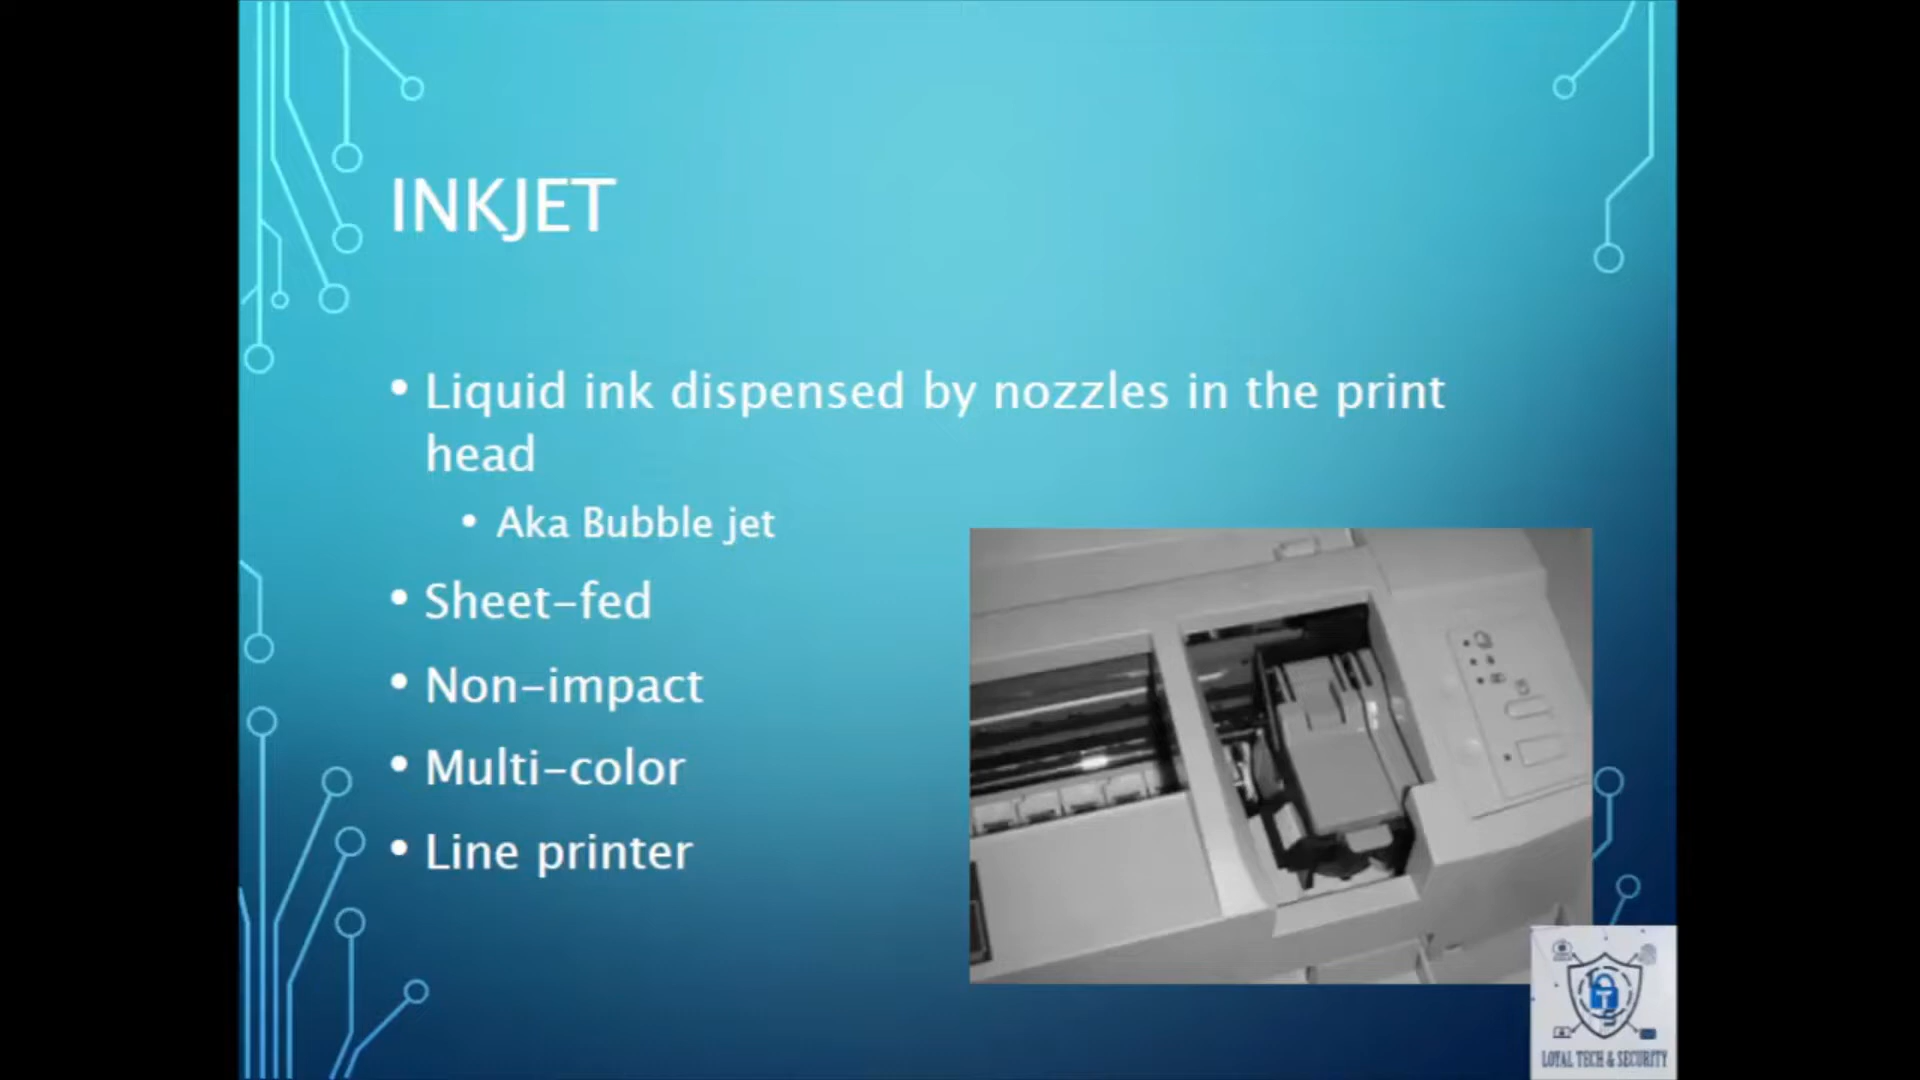 INKJET
• Liquid ink dispensed by nozzles in the print
head
• Aka Bubble jet
• Sheet-fed
• Non-impact
• Multi-color
• Line printer
LOYAL TECH & SECURITY